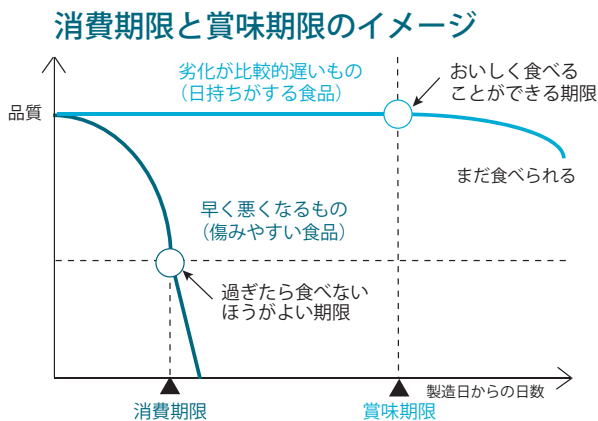 消費期限と賞味期限のイメージ
劣化が比較的遅いもの
（日持ちがする食品）
おいしく食べる
ことができる期限
品質
まだ食べられる
早く悪くなるもの
（傷みやすい食品）
過ぎたら食べない
ほうがよい期限
製造日からの日数
消費期限
賞味期限